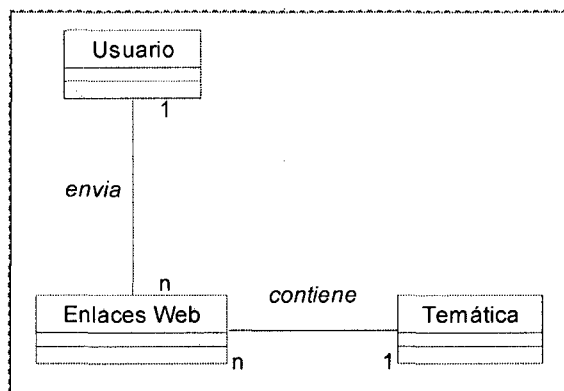 Usuario
1
envia
n
contiene
Enlaces Web
Temática
n
1